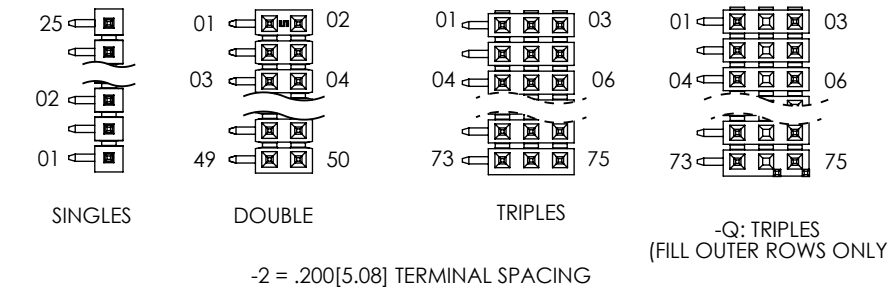 25
02
01
SINGLES
01 02
03 04
49 50
DOUBLE
01 03
04 06
73 75
TRIPLES
01 03
04 06
73 75
-Q: TRIPLES
(FILL OUTER ROWS ONLY
-2 = .200[5.08] TERMINAL SPACING